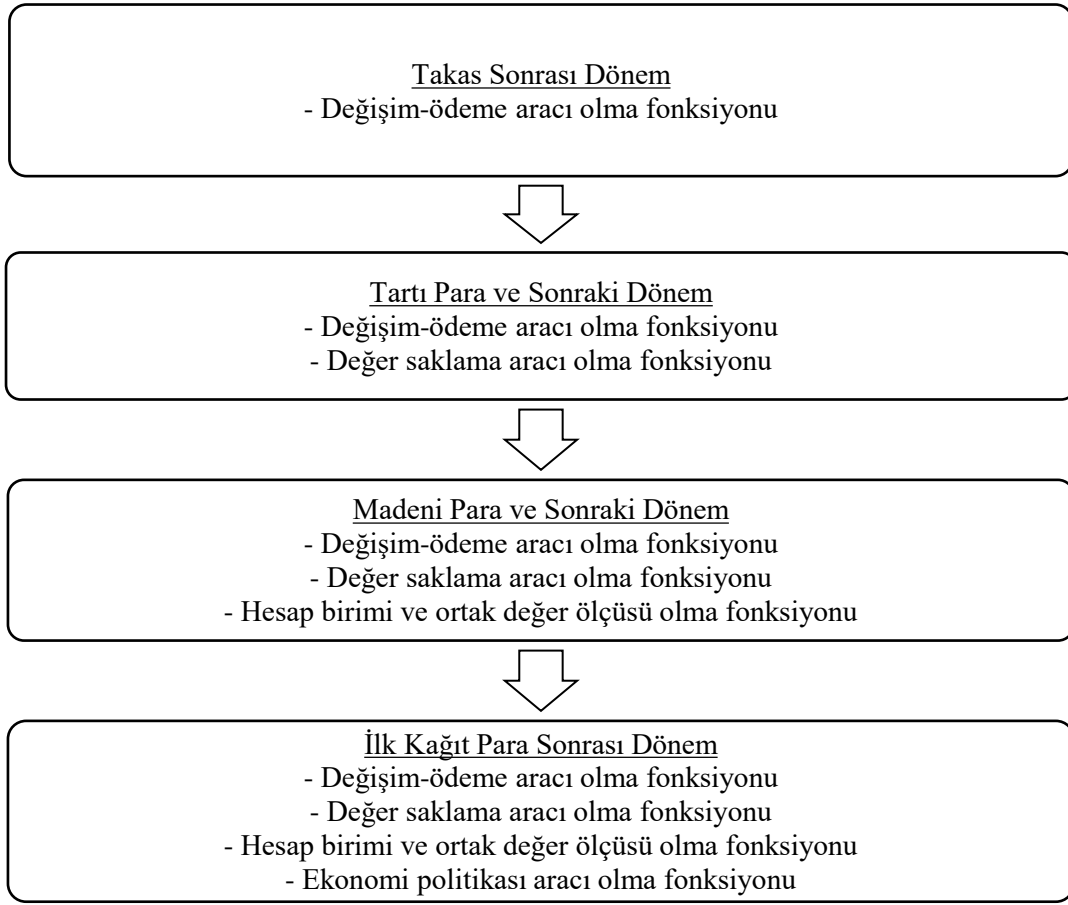 Takas Sonrası Dönem
- Değişim-ödeme aracı olma fonksiyonu
Tartı Para ve Sonraki Dönem
- Değişim-ödeme aracı olma fonksiyonu
- Değer saklama aracı olma fonksiyonu
Madeni Para ve Sonraki Dönem
- Değişim-ödeme aracı olma fonksiyonu
- Değer saklama aracı olma fonksiyonu
- Hesap birimi ve ortak değer ölçüsü olma fonksiyonu
İlk Kağıt Para Sonrası Dönem
- Değişim-ödeme aracı olma fonksiyonu
- Değer saklama aracı olma fonksiyonu
- Hesap birimi ve ortak değer ölçüsü olma fonksiyonu
- Ekonomi politikası aracı olma fonksiyonu